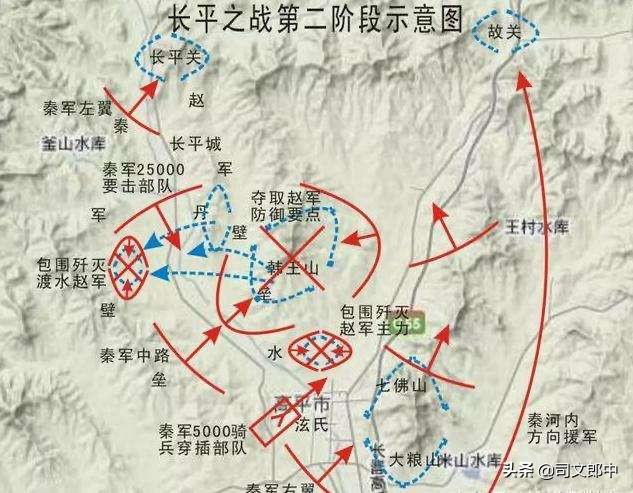 长平之战第二阶段示意图
故关
长平关
秦军左翼
赵
秦
长平城
釜山水库
军
秦军25000
要击部队
夺取赵军
防御要点
军
丹
壁
王村水库
包围歼灭
渡水赵军
韩王山
垒
壁
包围歼灭
赵军主力
水
秦军中路
垒
七佛山
高平市
泫氏
秦军5000骑
兵穿插部队
秦河内
方向援军
大粮山
米山水库
秦军右翼
头条 @司文郎中